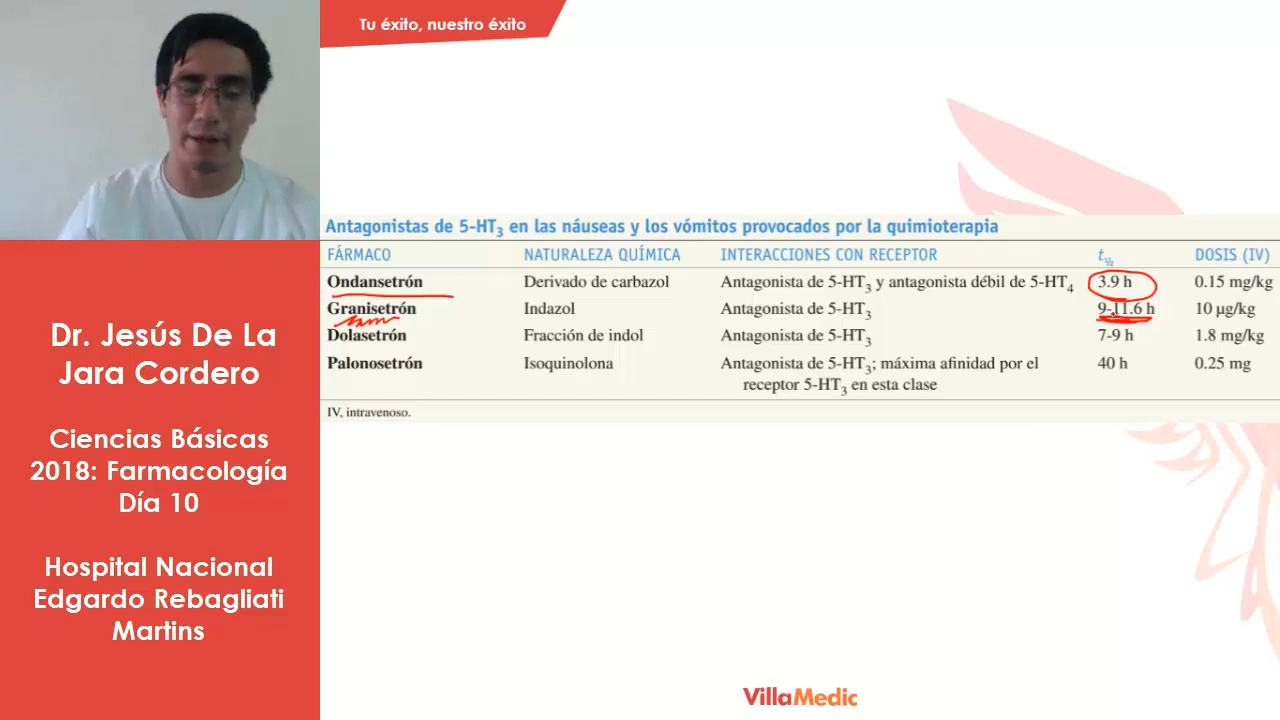 Tu éxito, nuestro éxito
Dr. Jesús De La
Jara Cordero
Ciencias Básicas
2018: Farmacología
Día 10
Hospital Nacional
Edgardo Rebagliati
Martins
Antagonistas de 5-HT3 en las náuseas y los vómitos provocados por la quimioterapia
FÁRMACO NATURALEZA QUÍMICA INTERACCIONES CON RECEPTOR t½ DOSIS (IV)
Ondansetrón Derivado de carbazol Antagonista de 5-HT3 y antagonista débil de 5-HT4 3.9 h 0.15 mg/kg
Granisetrón Indazol Antagonista de 5-HT3 9-11.6 h 10 μg/kg
Dolasetrón Fracción de indol Antagonista de 5-HT3 7-9 h 1.8 mg/kg
Palonosetrón Isoquinolona Antagonista de 5-HT3; máxima afinidad por el 40 h 0.25 mg
receptor 5-HT3 en esta clase
IV, intravenoso.
VillaMedic